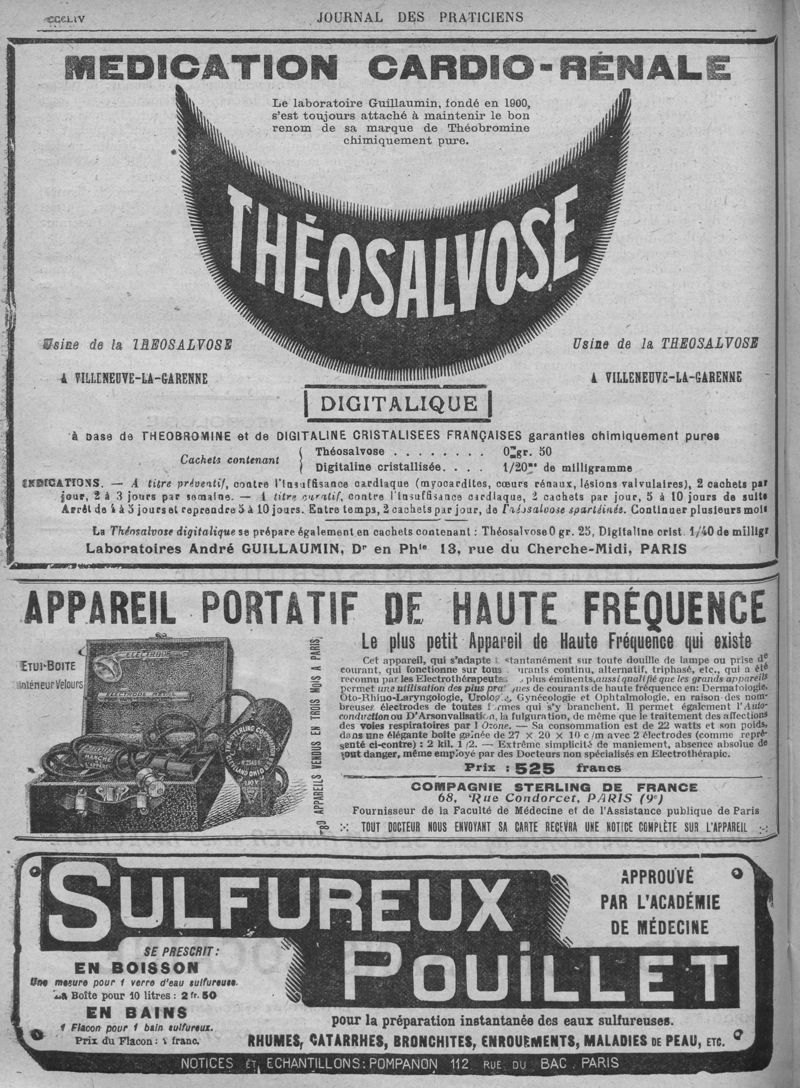 CCCLIV
JOURNAL DES PRATICIENS
MEDICATION CARDIO-RÉNALE
Le laboratoire Guillaumin, fondé en 1900,
s'est toujours attaché à maintenir le bon
renom de sa marque de Théobromine
chimiquement pure.
THÉOSALVOSE
Usine de la THEOSALVOSE
A VILLENEUVE-LA-GARENNE
Usine de la THEOSALVOSE
A VILLENEUVE-LA-GARENNE
DIGITALIQUE
à base de THEOBROMINE et de DIGITALINE CRISTALISEES FRANÇAISES garanties chimiquement pures
Cachets contenant
Théosalvose . . . . . . . . 0 gr. 50
Digitaline cristallisée. . . . 1/20 de milligramme
INDICATIONS. — A titre préventif, contre l'insuffisance cardiaque (myocardites, cœurs rénaux, lésions valvulaires), 2 cachets par
jour, 2 à 3 jours par semaine. — A titre curatif, contre l'insuffisance cardiaque, 2 cachets par jour, 5 à 10 jours de suite
Arrêt de 4 à 5 jours et reprendre 5 à 10 jours. Entre temps, 2 cachets par jour, de Théosalvose spartéinée. Continuer plusieurs mois
La Théosalvose digitalique se prépare également en cachets contenant : Théosalvose 0 gr. 25, Digitaline crist. 1/40 de milligr
Laboratoires André GUILLAUMIN, Dr en Phie 13, rue du Cherche-Midi, PARIS
APPAREIL PORTATIF DE HAUTE FRÉQUENCE
ETUI-BOITE
intérieur Velours
APPAREILS VENDUS EN TROIS MOIS A PARIS
Le plus petit Appareil de Haute Fréquence qui existe
Cet appareil, qui s'adapte stantanément sur toute douille de lampe ou prise de
courant, qui fonctionne sur tous urants continu, alternatif, triphasé, etc., qui a été
reconnu par les Electrothérapeutes plus éminents, aussi qualifié que les grands appareils
permet une utilisation des plus pra ues de courants de haute fréquence en: Dermatologie,
Oto-Rhino-Laryngologie, Urologie, Gynécologie et Ophtalmologie, en raison des nom-
breuses électrodes de toutes f rmes qui s'y branchent. Il permet également l'Auto-
conduction ou D'Arsonvalisation, la fulguration, de même que le traitement des affections
des voies respiratoires par l'Ozone. — Sa consommation est de 22 watts et son poids,
dans une élégante boîte gaînée de 27 × 20 × 10 c/m avec 2 électrodes (comme repré-
senté ci-contre) : 2 kil. 1/2. — Extrême simplicité de maniement, absence absolue de
tout danger, même employé par des Docteurs non spécialisés en Electrothérapie.
Prix : 525 francs
COMPAGNIE STERLING DE FRANCE
68, Rue Condorcet, PARIS (9e)
Fournisseur de la Faculté de Médecine et de l'Assistance publique de Paris
TOUT DOCTEUR NOUS ENVOYANT SA CARTE RECEVRA UNE NOTICE COMPLÈTE SUR L'APPAREIL
SULFUREUX
POUILLET
APPROUVÉ
PAR L'ACADÉMIE
DE MÉDECINE
SE PRESCRIT :
EN BOISSON
Une mesure pour 1 verre d'eau sulfureuse.
La Boîte pour 10 litres : 2 fr. 50
EN BAINS
1 Flacon pour 1 bain sulfureux.
Prix du Flacon : franc.
pour la préparation instantanée des eaux sulfureuses.
RHUMES, CATARRHES, BRONCHITES, ENROUEMENTS, MALADIES DE PEAU, ETC.
NOTICES ET ECHANTILLONS : POMPANON 112 RUE DU BAC. PARIS